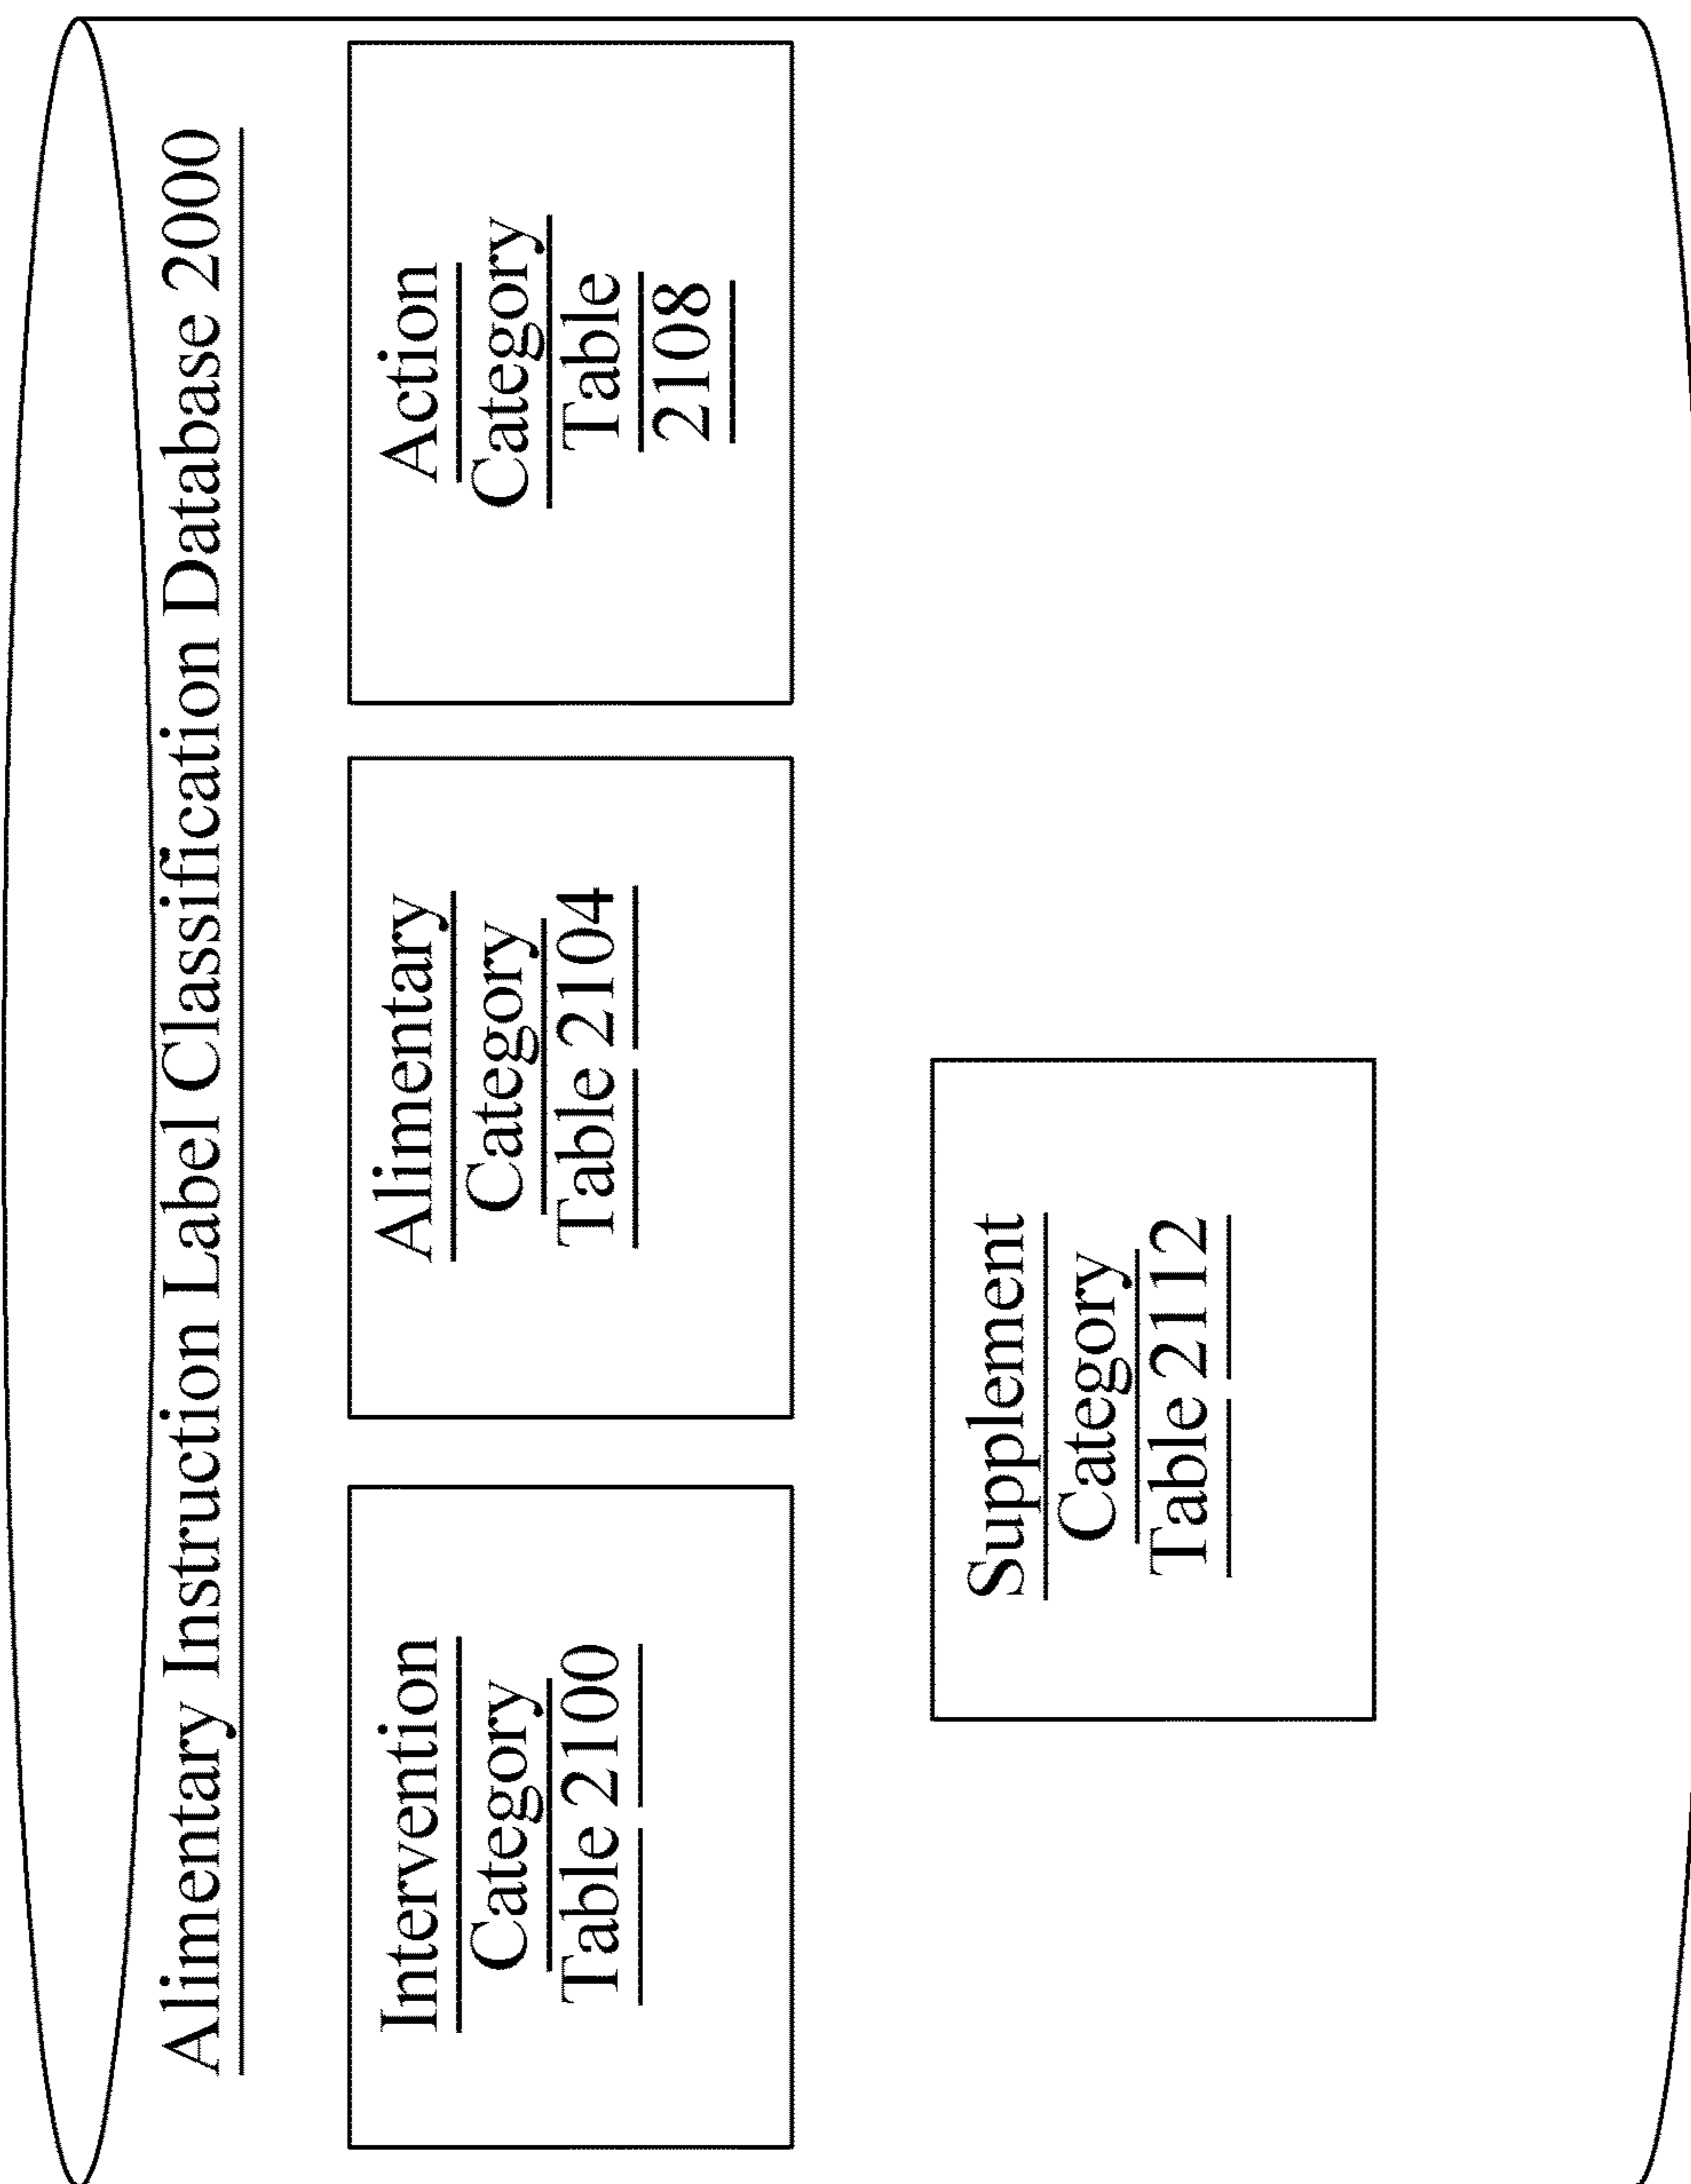 Alimentary Instruction Label Classification Database 2000
Intervention
Category
Table 2100
Alimentary
Category
Table 2104
Action
Category
Table
2108
Supplement
Category
Table 2112